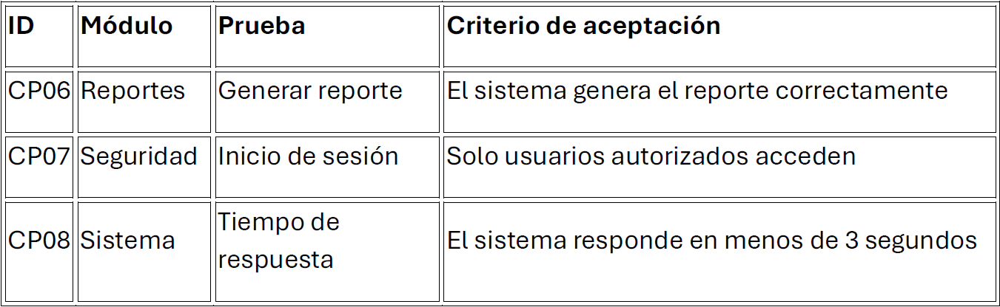 ID Módulo Prueba Criterio de aceptación
CP06 Reportes Generar reporte El sistema genera el reporte correctamente
CP07 Seguridad Inicio de sesión Solo usuarios autorizados acceden
CP08 Sistema Tiempo de respuesta El sistema responde en menos de 3 segundos